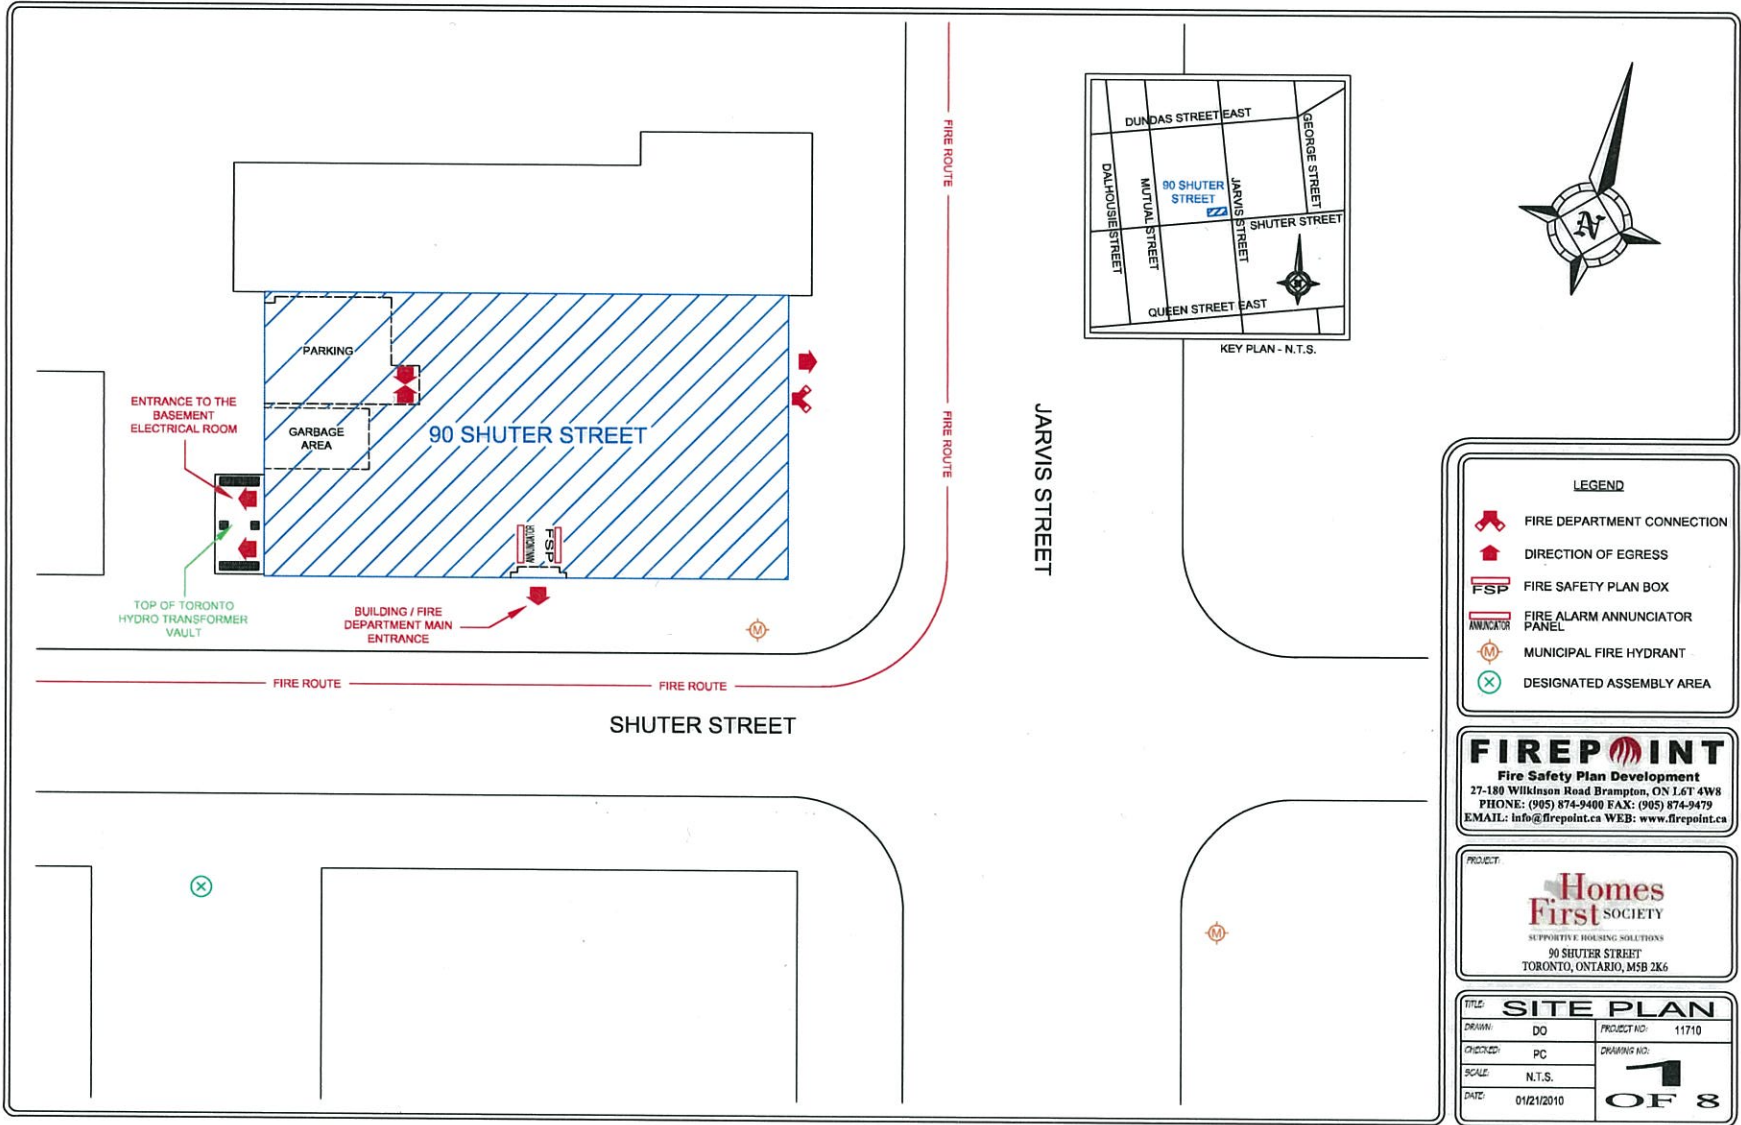 FIRE ROUTE
DUNDAS STREET EAST
GEORGE STREET
DALHOUSIE STREET
MUTUAL STREET
90 SHUTER
STREET
JARVIS STREET
SHUTER STREET
QUEEN STREET EAST
KEY PLAN - N.T.S.
N
PARKING
ENTRANCE TO THE
BASEMENT
ELECTRICAL ROOM
GARBAGE
AREA
90 SHUTER STREET
FIRE ROUTE
JARVIS STREET
ANNUNCIATOR
FSP
TOP OF TORONTO
HYDRO TRANSFORMER
VAULT
BUILDING / FIRE
DEPARTMENT MAIN
ENTRANCE
M
FIRE ROUTE
FIRE ROUTE
SHUTER STREET
M
LEGEND
FIRE DEPARTMENT CONNECTION
DIRECTION OF EGRESS
FSP FIRE SAFETY PLAN BOX
ANNUNCIATOR FIRE ALARM ANNUNCIATOR
PANEL
M MUNICIPAL FIRE HYDRANT
DESIGNATED ASSEMBLY AREA
FIREPOINT
Fire Safety Plan Development
27-180 Wilkinson Road Brampton, ON L6T 4W8
PHONE: (905) 874-9400 FAX: (905) 874-9479
EMAIL: info@firepoint.ca WEB: www.firepoint.ca
PROJECT:
Homes
First SOCIETY
SUPPORTIVE HOUSING SOLUTIONS
90 SHUTER STREET
TORONTO, ONTARIO, M5B 2K6
TITLE: SITE PLAN
DRAWN: DO PROJECT NO: 11710
CHECKED: PC DRAWING NO:
SCALE: N.T.S. 1
DATE: 01/21/2010 OF 8